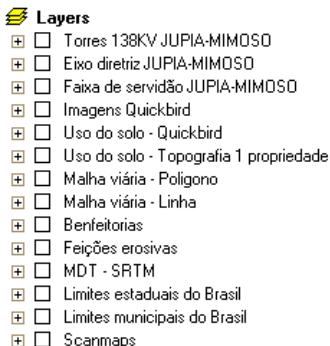 Layers
Torres 138KV JUPIA-MIMOSO
Eixo diretriz JUPIA-MIMOSO
Faixa de servidão JUPIA-MIMOSO
Imagens Quickbird
Uso do solo - Quickbird
Uso do solo - Topografia 1 propriedade
Malha viária - Poligono
Malha viária - Linha
Benfeitorias
Feições erosivas
MDT - SRTM
Limites estaduais do Brasil
Limites municipais do Brasil
Scanmaps